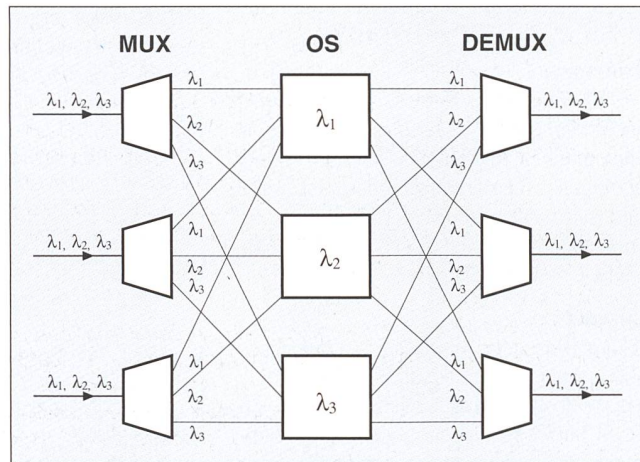 MUX OS DEMUX
λ₁ λ₁
λ₁, λ₂, λ₃ λ₂ λ₁ λ₂ λ₁, λ₂, λ₃
λ₃ λ₃
λ₁ λ₁
λ₁, λ₂, λ₃ λ₂ λ₂ λ₂ λ₁, λ₂, λ₃
λ₃ λ₃
λ₁ λ₁
λ₁, λ₂, λ₃ λ₂ λ₃ λ₂ λ₁, λ₂, λ₃
λ₃ λ₃